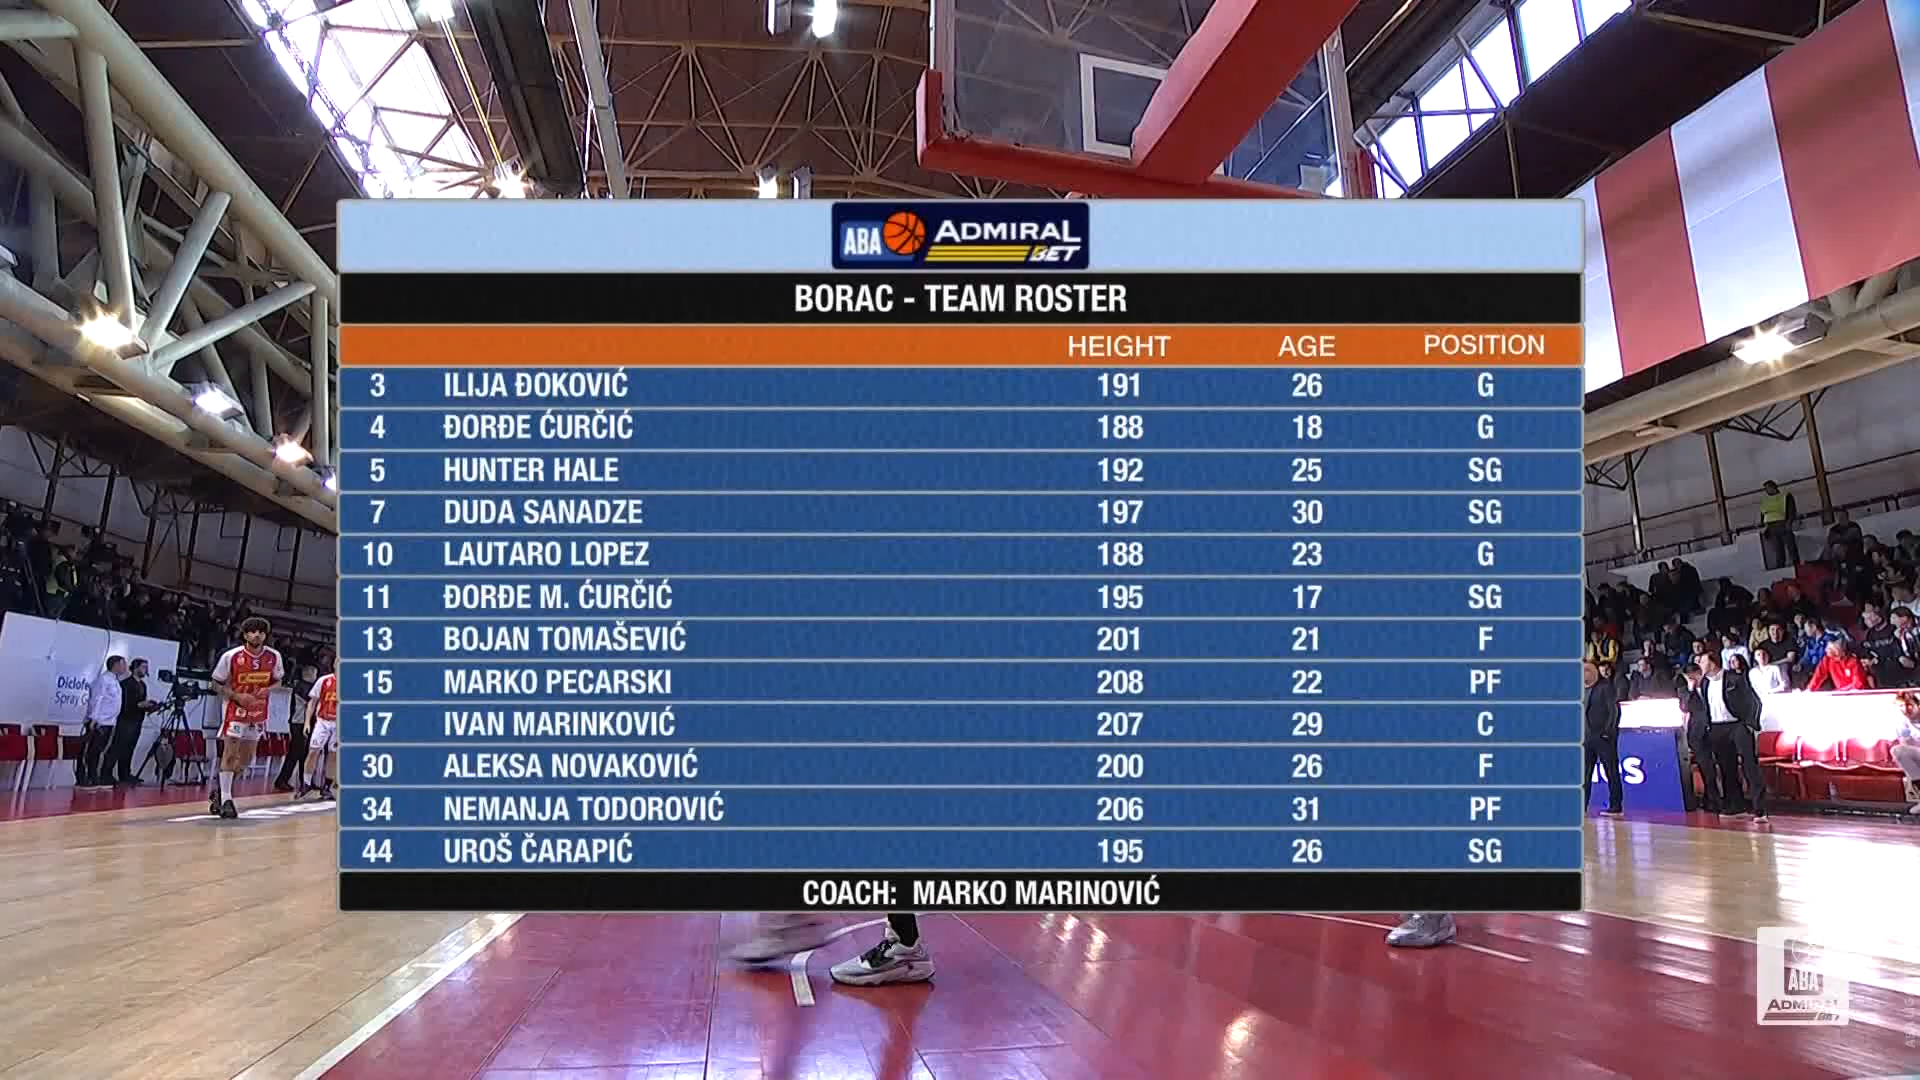 ABA ADMIRAL BET
BORAC - TEAM ROSTER
HEIGHT AGE POSITION
3 ILIJA ĐOKOVIĆ 191 26 G
4 ĐORĐE ĆURČIĆ 188 18 G
5 HUNTER HALE 192 25 SG
7 DUDA SANADZE 197 30 SG
10 LAUTARO LOPEZ 188 23 G
11 ĐORĐE M. ĆURČIĆ 195 17 SG
13 BOJAN TOMAŠEVIĆ 201 21 F
15 MARKO PECARSKI 208 22 PF
17 IVAN MARINKOVIĆ 207 29 C
30 ALEKSA NOVAKOVIĆ 200 26 F
34 NEMANJA TODOROVIĆ 206 31 PF
44 UROŠ ČARAPIĆ 195 26 SG
COACH: MARKO MARINOVIĆ
5
ABA
ADMIRAL
BET